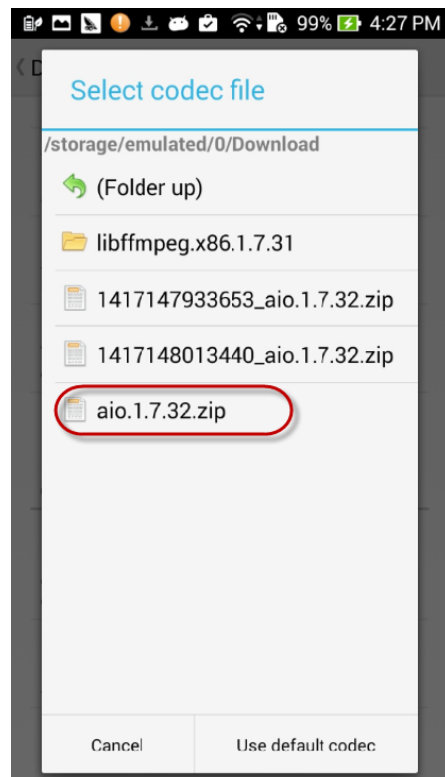 99% 4:27 PM
D
Select codec file
/storage/emulated/0/Download
(Folder up)
libffmpeg.x86.1.7.31
1417147933653_aio.1.7.32.zip
1417148013440_aio.1.7.32.zip
aio.1.7.32.zip
Cancel Use default codec